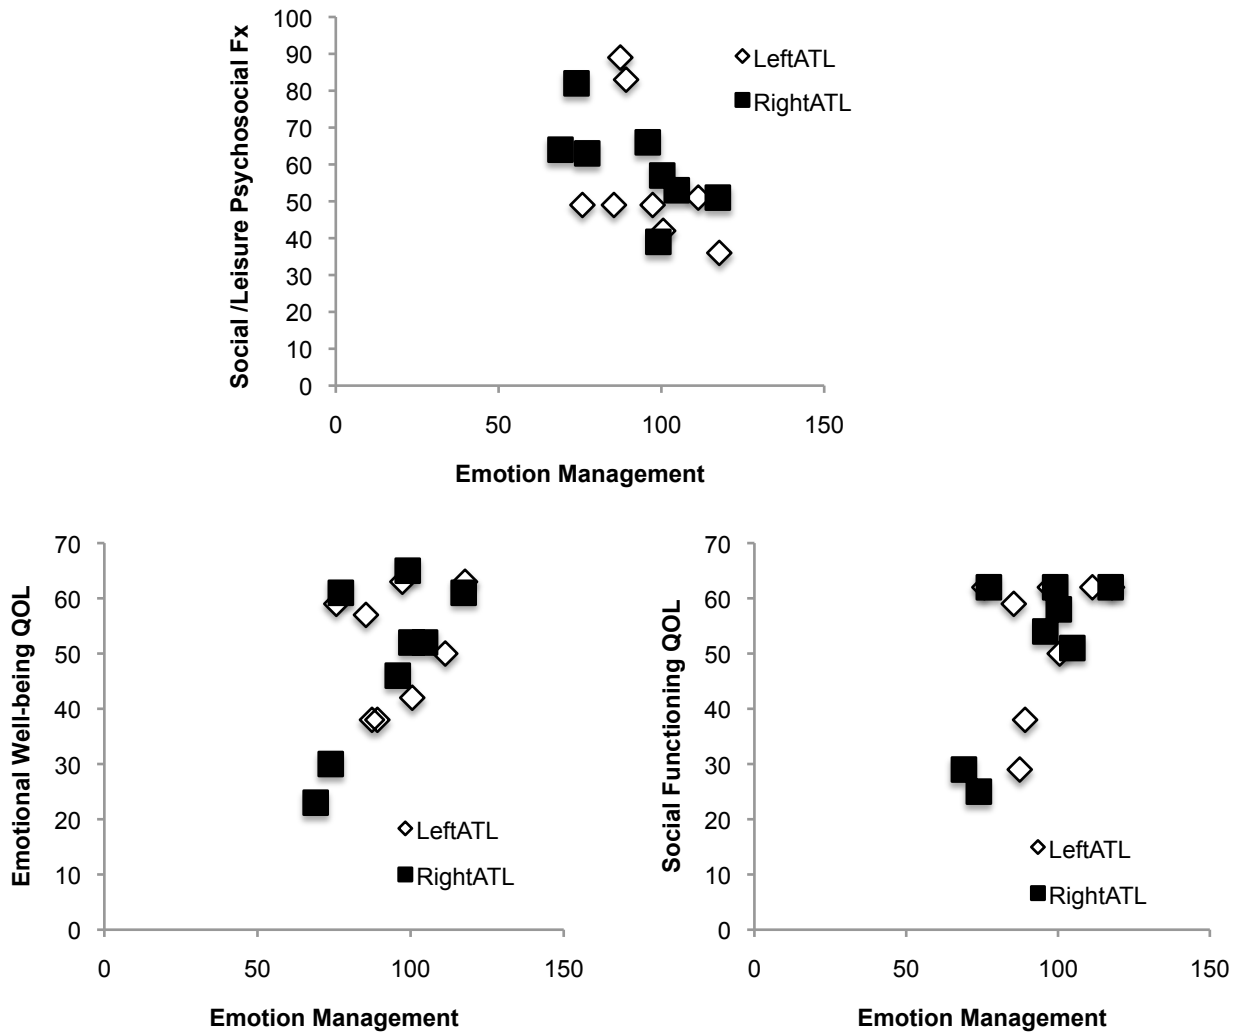 Social /Leisure Psychosocial Fx
100
90
80
70
60
50
40
30
20
10
0
0 50 100 150
Emotion Management
LeftATL
RightATL
Emotional Well-being QOL
70
60
50
40
30
20
10
0
0 50 100 150
Emotion Management
LeftATL
RightATL
Social Functioning QOL
70
60
50
40
30
20
10
0
0 50 100 150
Emotion Management
LeftATL
RightATL